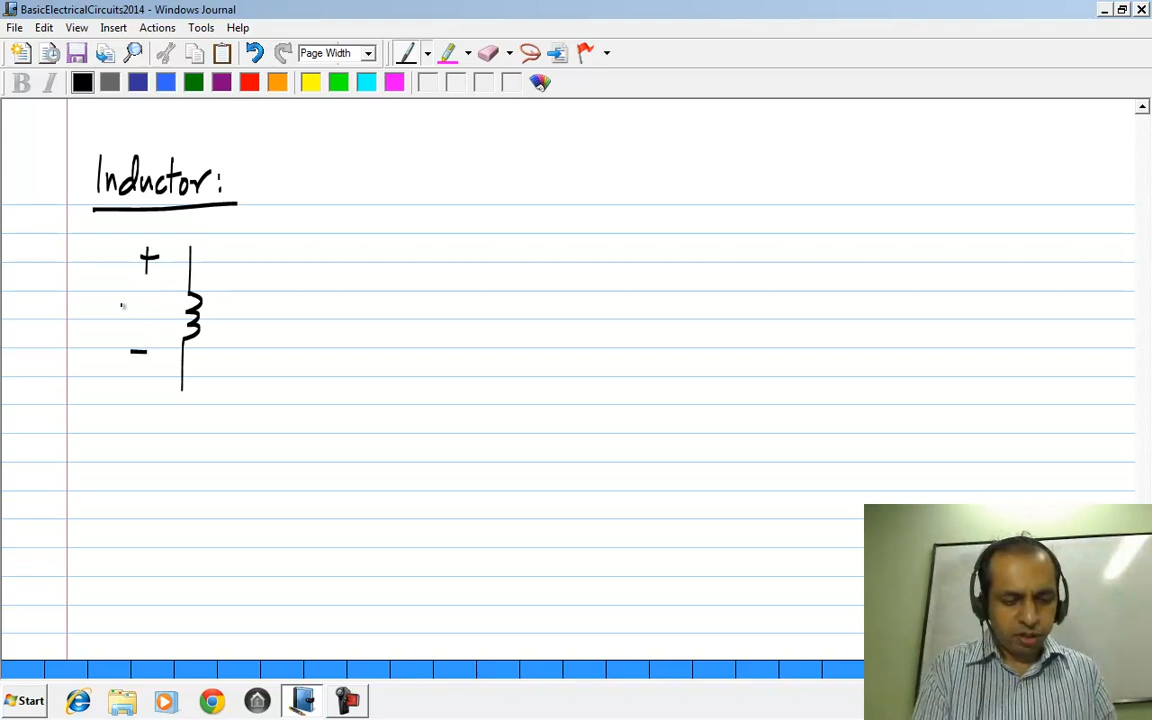 BasicElectricalCircuits2014 - Windows Journal
File Edit View Insert Actions Tools Help
Page Width
B I
Inductor:
+
-
Start